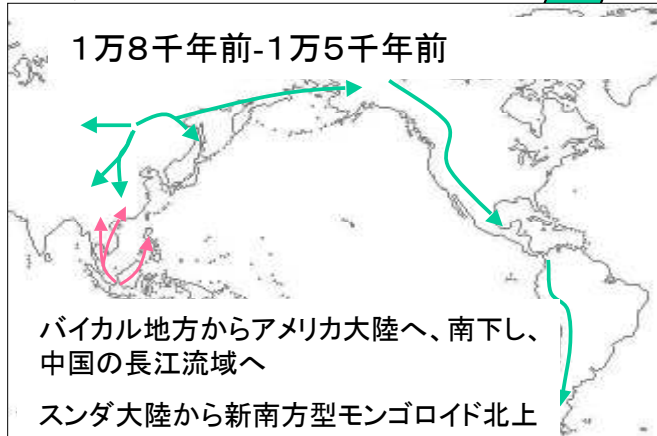 １万８千年前-１万５千年前
バイカル地方からアメリカ大陸へ、南下し、
中国の長江流域へ
スンダ大陸から新南方型モンゴロイド北上